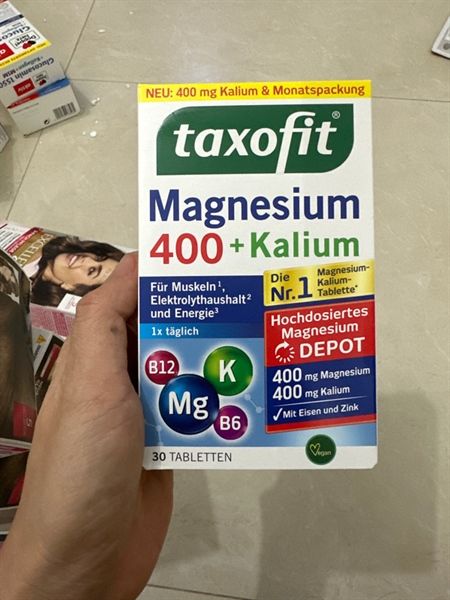 NEU: 400 mg Kalium & Monatspackung
taxofit®
Magnesium
400 + Kalium
Für Muskeln¹,
Elektrolythaushalt²
und Energie³
1x täglich
Die
Nr. 1
Magnesium-
Kalium-
Tablette*
Hochdosiertes
Magnesium
DEPOT
400 mg Magnesium
400 mg Kalium
✓ Mit Eisen und Zink
B12
K
Mg
B6
30 TABLETTEN
Vegan
Glucosamin